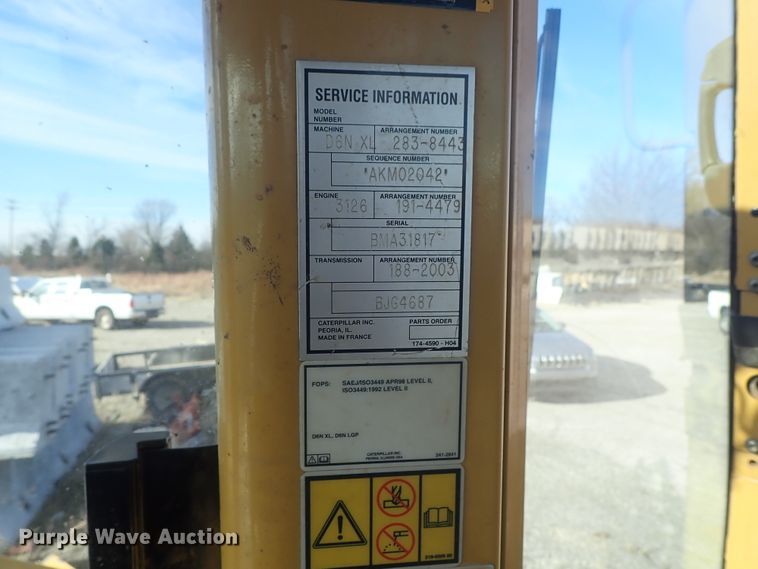 SERVICE INFORMATION
MODEL
NUMBER
MACHINE ARRANGEMENT NUMBER
D6N XL 283-8443
SEQUENCE NUMBER
*AKM02042*
ENGINE ARRANGEMENT NUMBER
3126 191-4479
SERIAL
BMA31817*
TRANSMISSION ARRANGEMENT NUMBER
188-2003
BJG4687
CATERPILLAR INC. PARTS ORDER
PEORIA, IL.
MADE IN FRANCE 174-4590 - H04
FOPS: SAEJ/ISO3449 APR98 LEVEL II,
ISO3449:1992 LEVEL II
D6N XL, D6N LGP
CATERPILLAR INC.
PEORIA, ILLINOIS USA
Purple Wave Auction